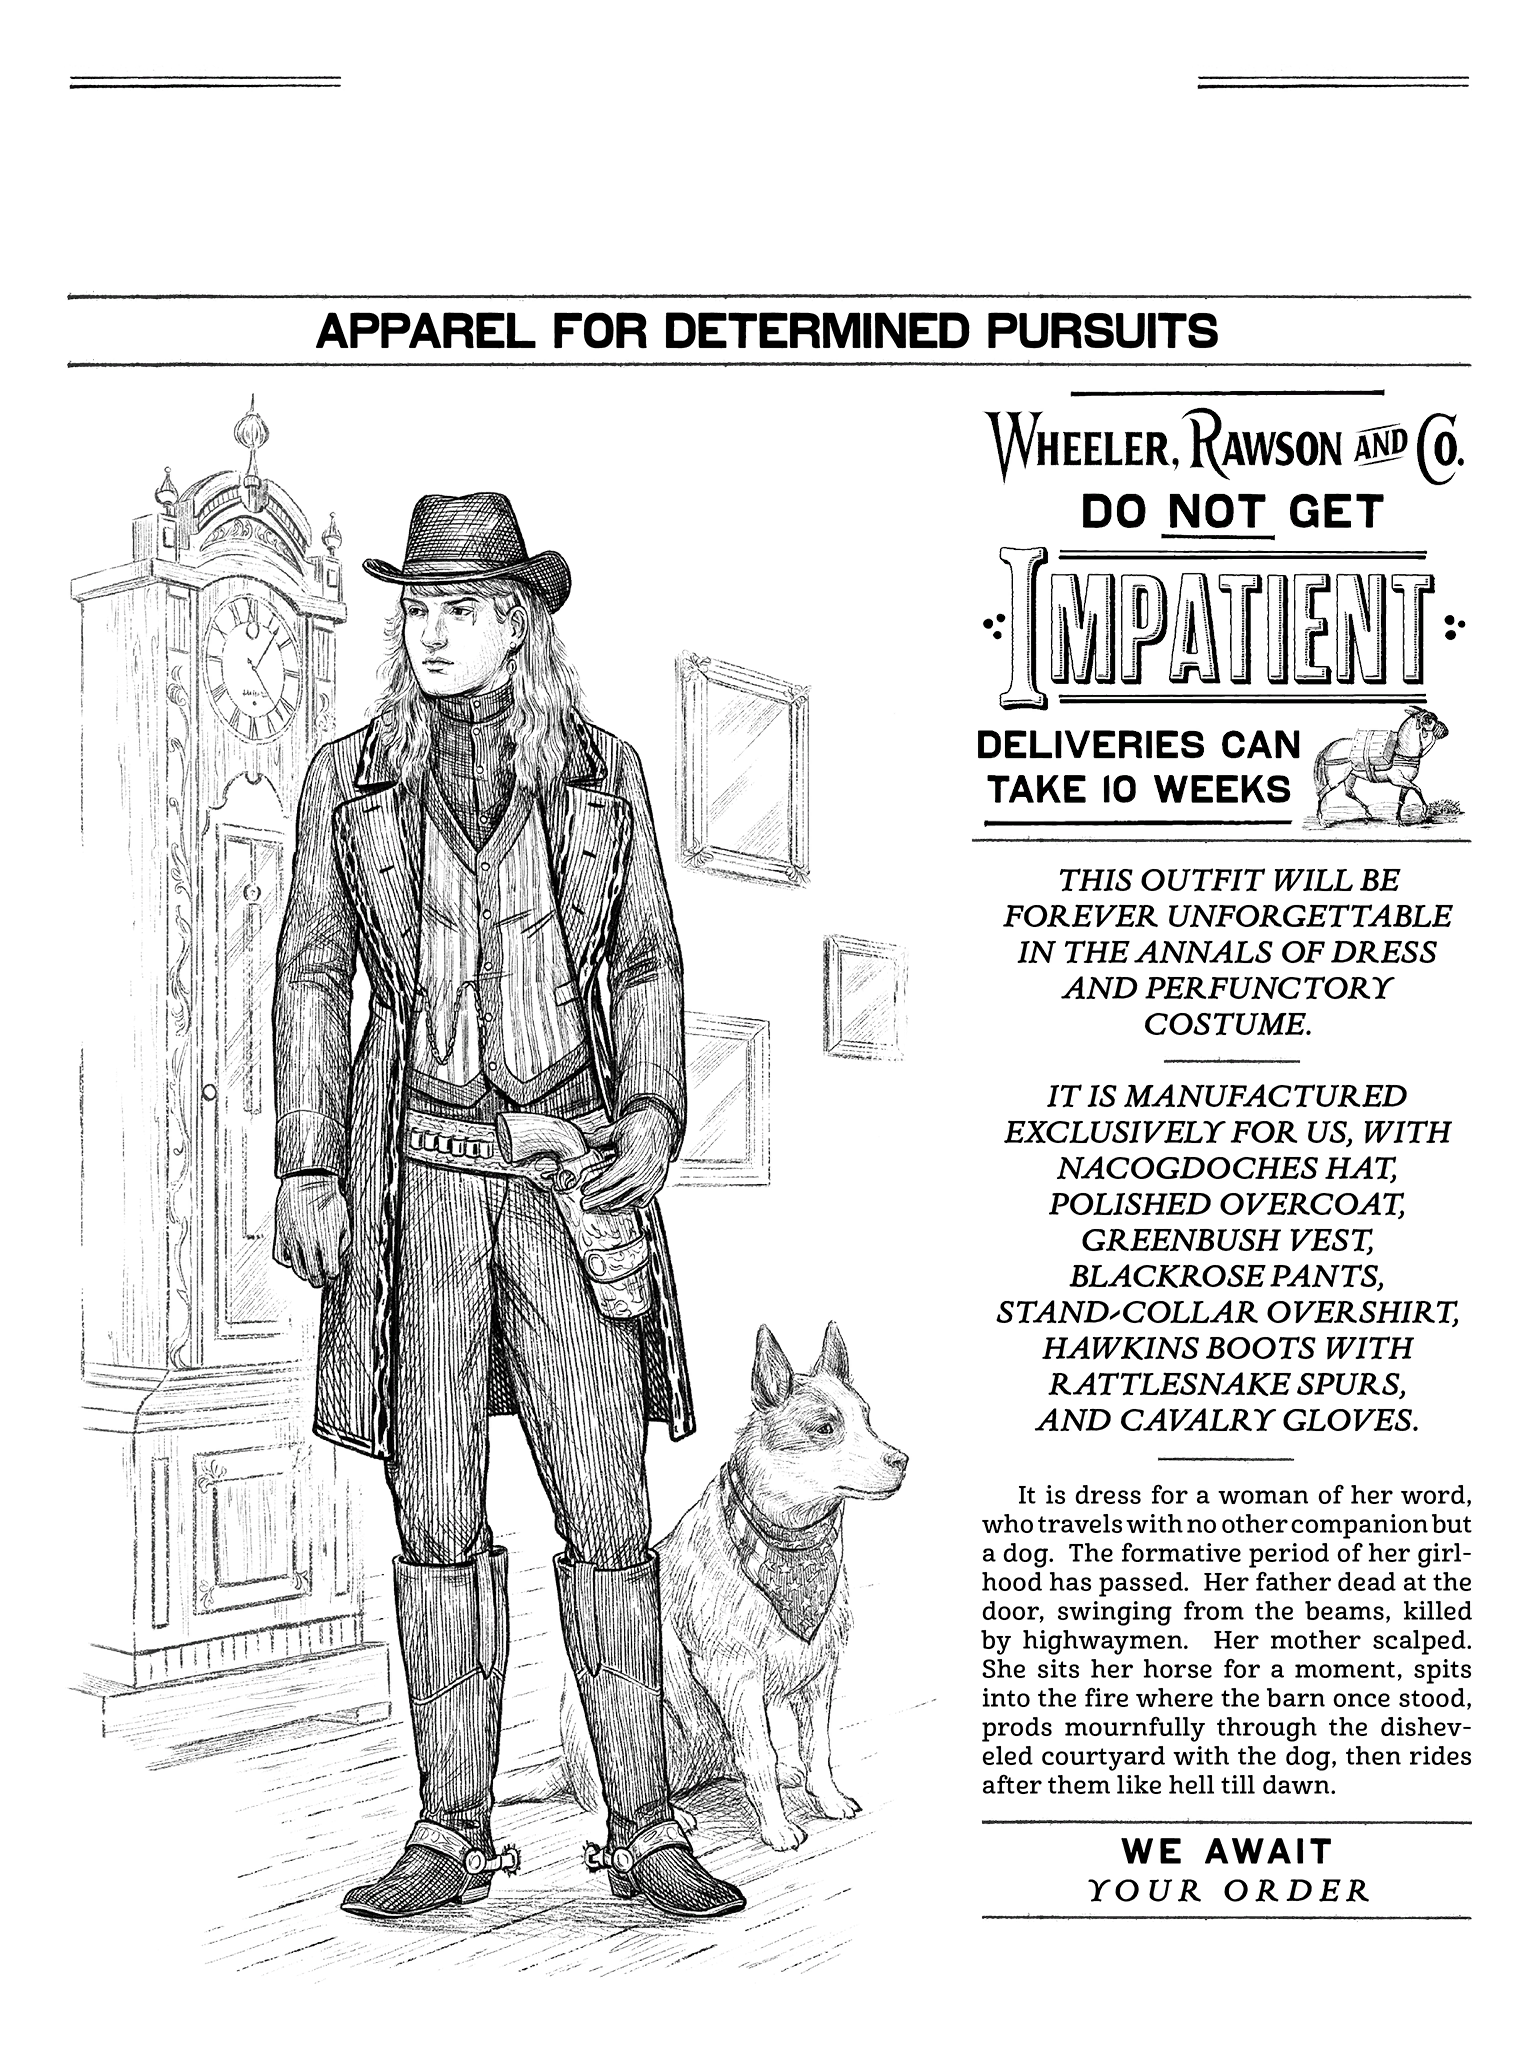 APPAREL FOR DETERMINED PURSUITS
WHEELER, RAWSON AND CO.
DO NOT GET
IMPATIENT
DELIVERIES CAN
TAKE 10 WEEKS
THIS OUTFIT WILL BE
FOREVER UNFORGETTABLE
IN THE ANNALS OF DRESS
AND PERFUNCTORY
COSTUME.
IT IS MANUFACTURED
EXCLUSIVELY FOR US, WITH
NACOGDOCHES HAT,
POLISHED OVERCOAT,
GREENBUSH VEST,
BLACKROSE PANTS,
STAND-COLLAR OVERSHIRT,
HAWKINS BOOTS WITH
RATTLESNAKE SPURS,
AND CAVALRY GLOVES.
It is dress for a woman of her word,
who travels with no other companion but
a dog. The formative period of her girl-
hood has passed. Her father dead at the
door, swinging from the beams, killed
by highwaymen. Her mother scalped.
She sits her horse for a moment, spits
into the fire where the barn once stood,
prods mournfully through the dishev-
eled courtyard with the dog, then rides
after them like hell till dawn.
WE AWAIT
YOUR ORDER